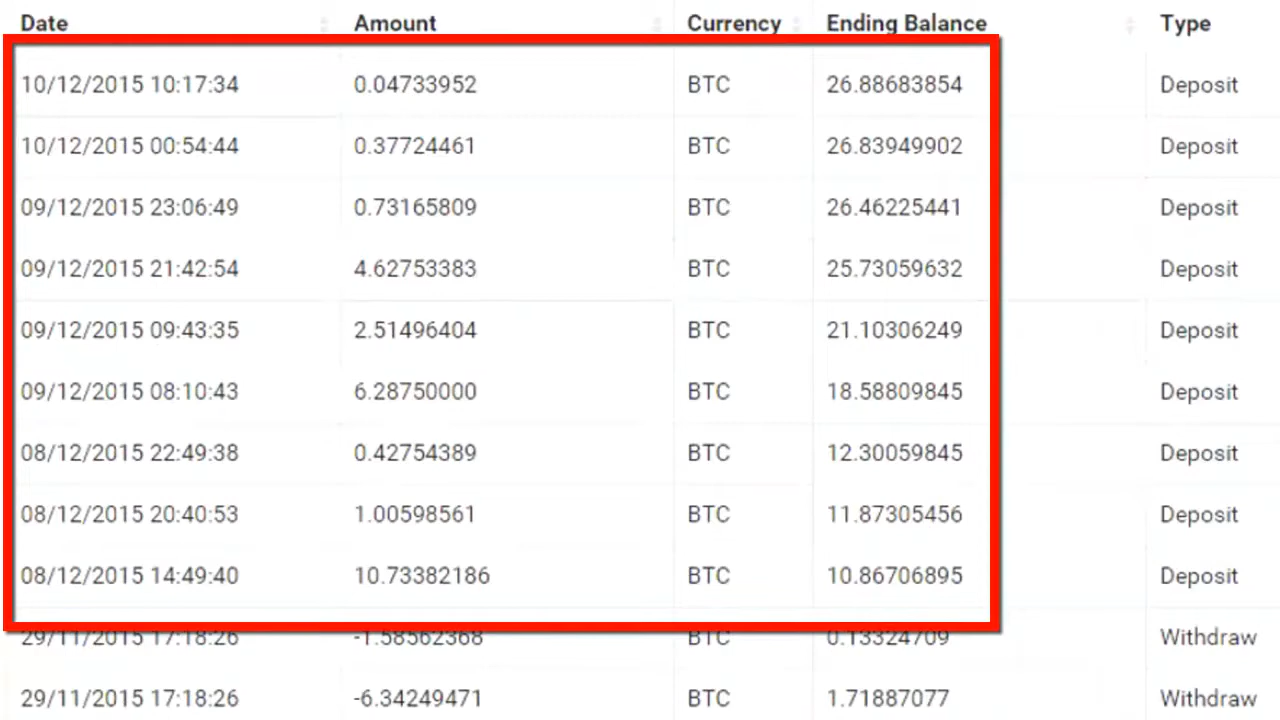 Date Amount Currency Ending Balance Type
10/12/2015 10:17:34 0.04733952 BTC 26.88683854 Deposit
10/12/2015 00:54:44 0.37724461 BTC 26.83949902 Deposit
09/12/2015 23:06:49 0.73165809 BTC 26.46225441 Deposit
09/12/2015 21:42:54 4.62753383 BTC 25.73059632 Deposit
09/12/2015 09:43:35 2.51496404 BTC 21.10306249 Deposit
09/12/2015 08:10:43 6.28750000 BTC 18.58809845 Deposit
08/12/2015 22:49:38 0.42754389 BTC 12.30059845 Deposit
08/12/2015 20:40:53 1.00598561 BTC 11.87305456 Deposit
08/12/2015 14:49:40 10.73382186 BTC 10.86706895 Deposit
29/11/2015 17:18:26 -1.58562368 BTC 0.13324709 Withdraw
29/11/2015 17:18:26 -6.34249471 BTC 1.71887077 Withdraw